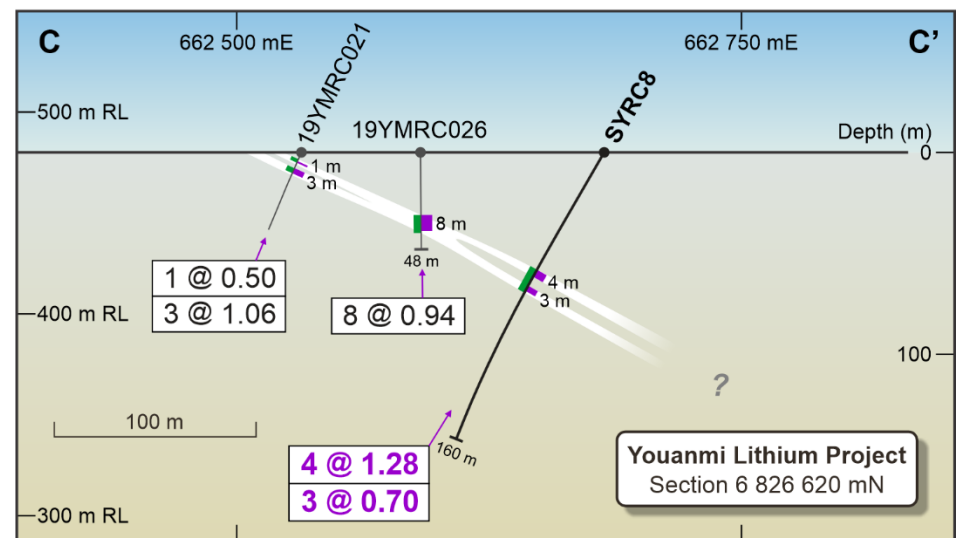 C
662 500 mE
662 750 mE
C’
19YMRC021
SYRC8
500 m RL
19YMRC026
Depth (m)
0
1 m
3 m
8 m
48 m
4 m
3 m
1 @ 0.50
3 @ 1.06
8 @ 0.94
400 m RL
100
?
100 m
160 m
4 @ 1.28
3 @ 0.70
Youanmi Lithium Project
Section 6 826 620 mN
300 m RL